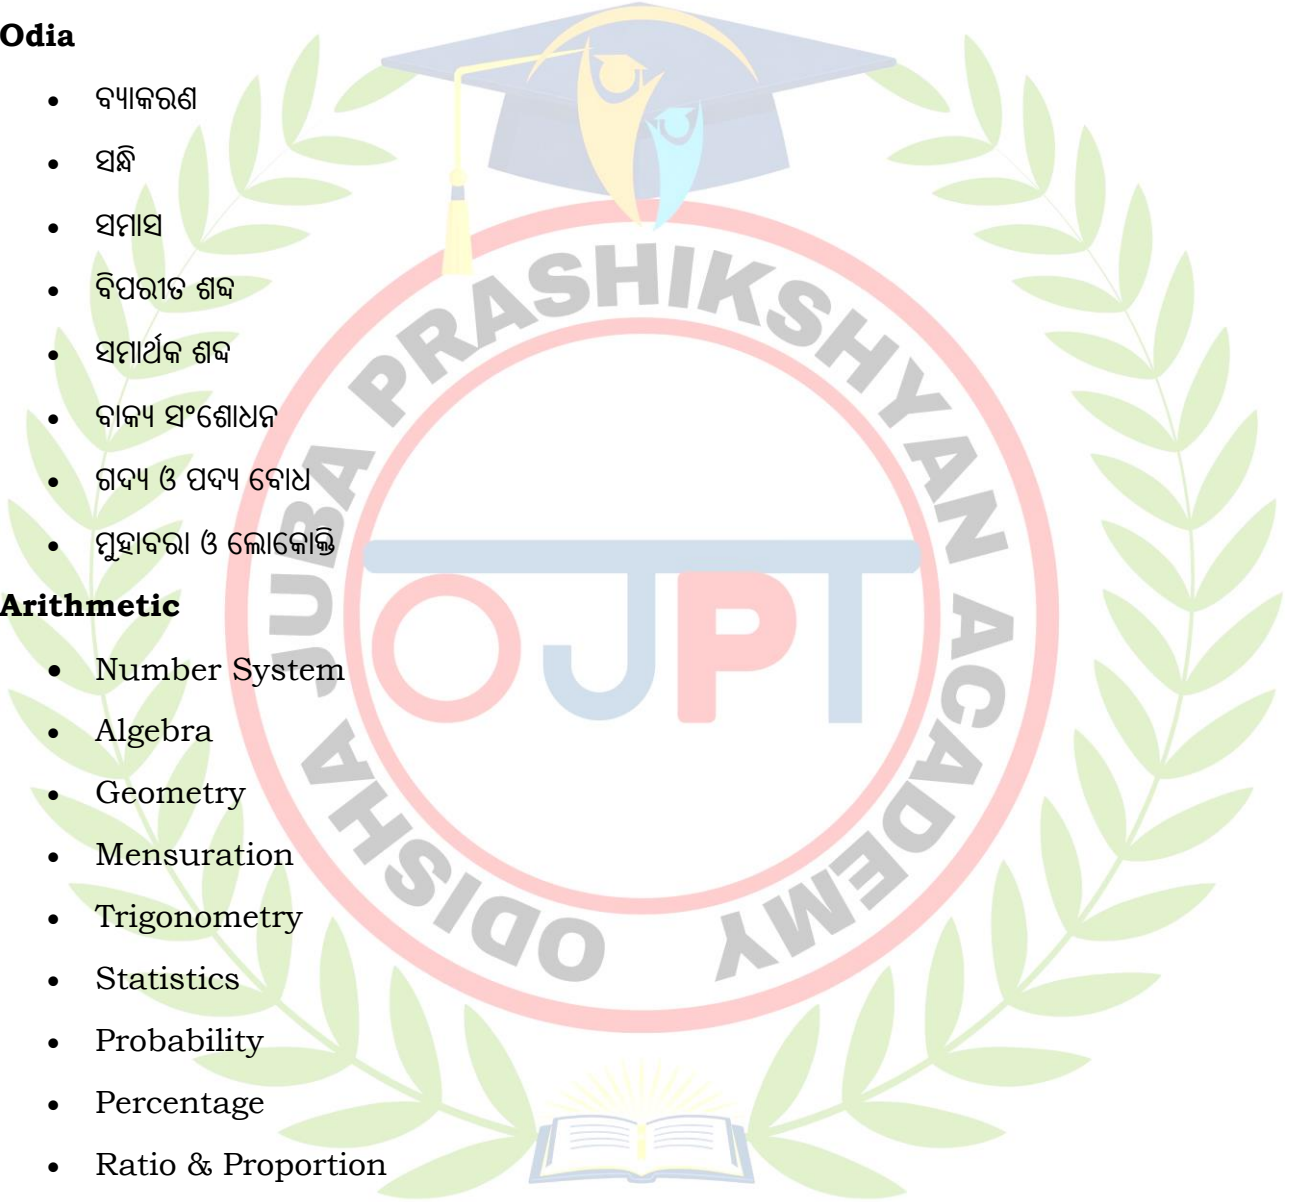 Odia
• ବ୍ୟାକରଣ
• ସନ୍ଧି
• ସମାସ
• ବିପରୀତ ଶବ୍ଦ
• ସମାର୍ଥକ ଶବ୍ଦ
• ବାକ୍ୟ ସଂଶୋଧନ
• ଗଦ୍ୟ ଓ ପଦ୍ୟ ବୋଧ
• ମୁହାବରା ଓ ଲୋକୋକ୍ତି
Arithmetic
• Number System
• Algebra
• Geometry
• Mensuration
• Trigonometry
• Statistics
• Probability
• Percentage
• Ratio & Proportion
ODISHA JUBA PRASHIKSHYAN ACADEMY
OJPT